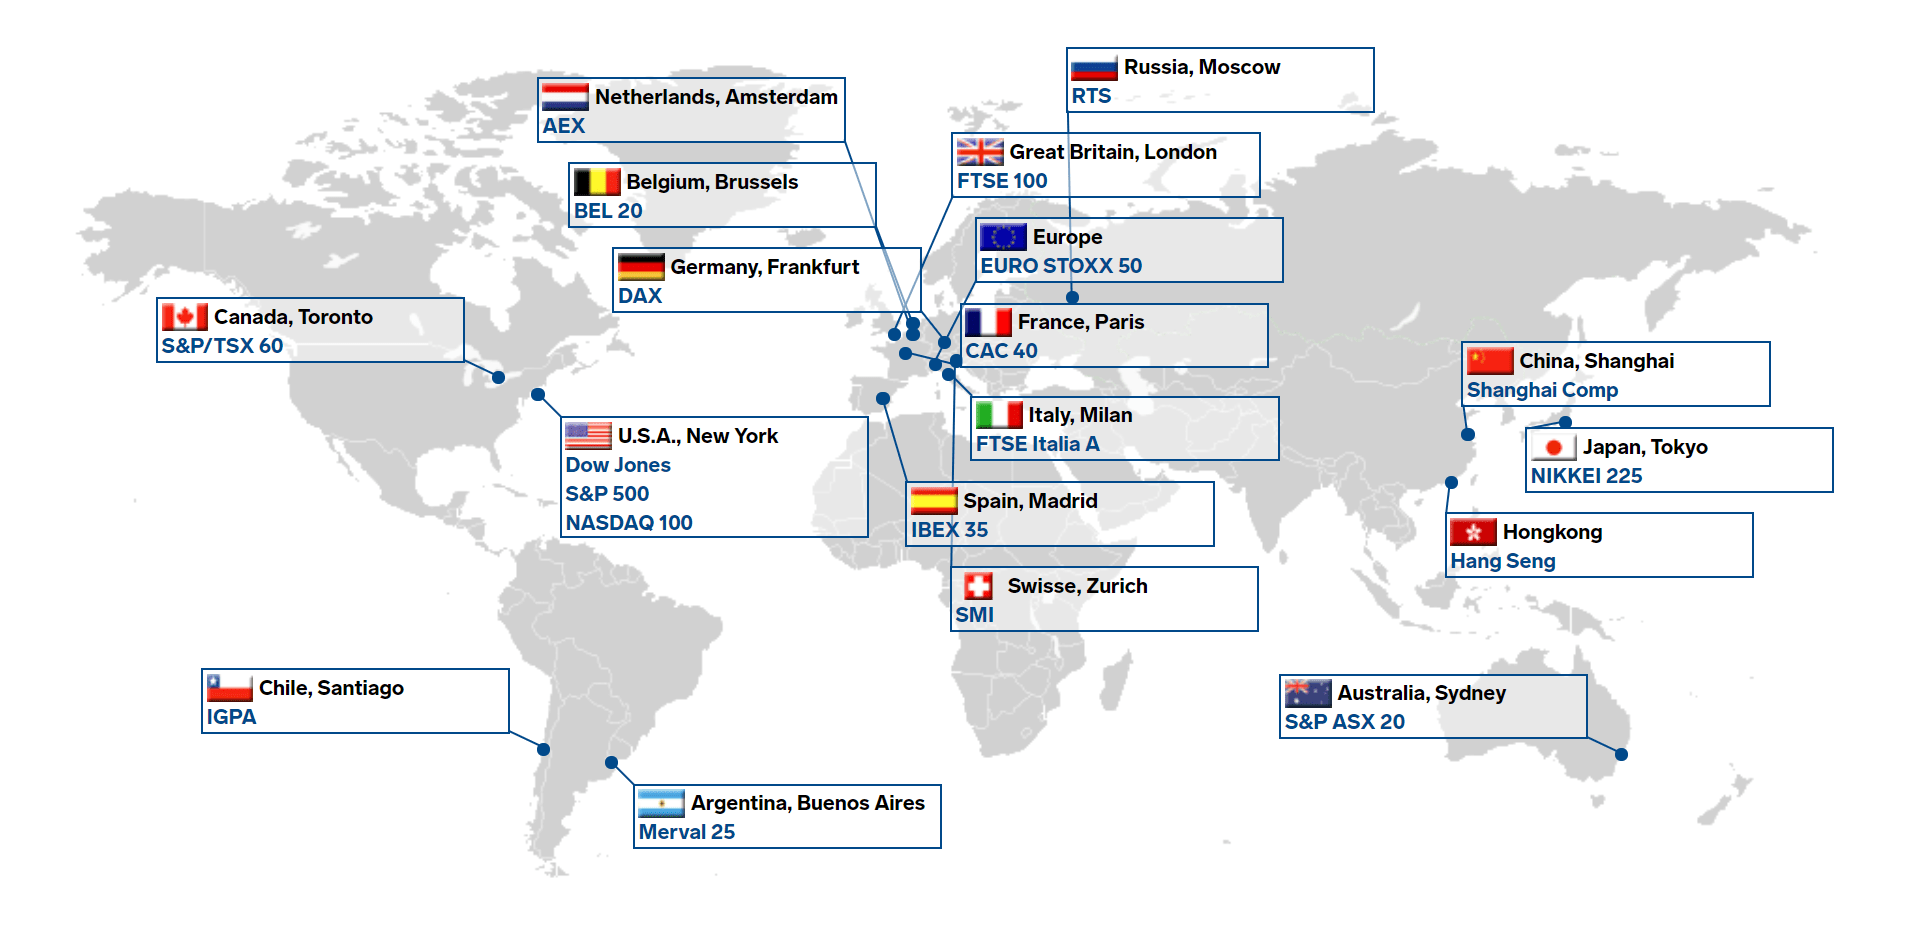 Russia, Moscow
RTS
Netherlands, Amsterdam
AEX
Great Britain, London
FTSE 100
Belgium, Brussels
BEL 20
Europe
EURO STOXX 50
Germany, Frankfurt
DAX
Canada, Toronto
S&P/TSX 60
France, Paris
CAC 40
China, Shanghai
Shanghai Comp
Italy, Milan
FTSE Italia A
U.S.A., New York
Dow Jones
S&P 500
NASDAQ 100
Japan, Tokyo
NIKKEI 225
Spain, Madrid
IBEX 35
Hongkong
Hang Seng
Swisse, Zurich
SMI
Chile, Santiago
IGPA
Australia, Sydney
S&P ASX 20
Argentina, Buenos Aires
Merval 25